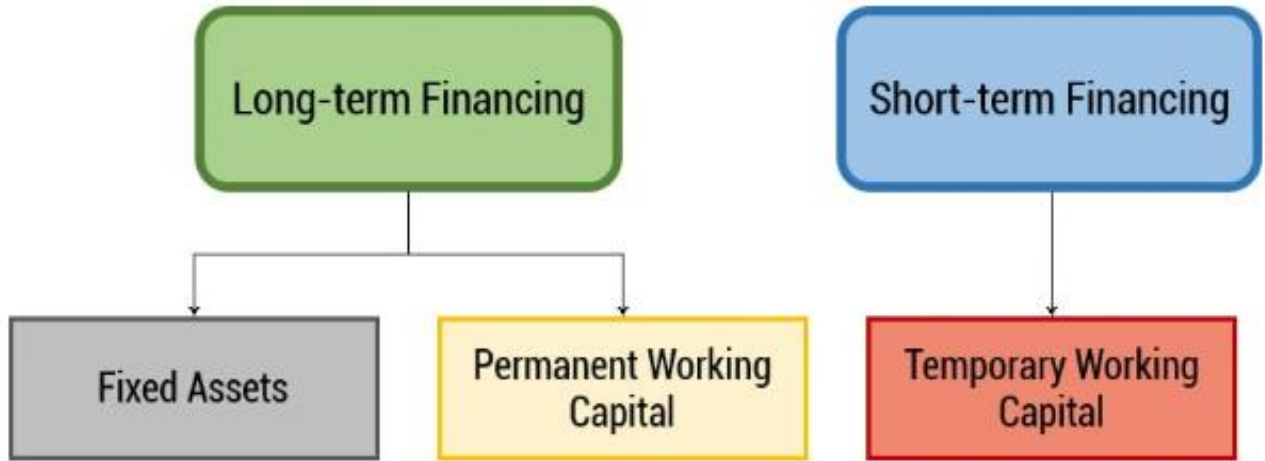 Long-term Financing
Short-term Financing
Fixed Assets
Permanent Working
Capital
Temporary Working
Capital